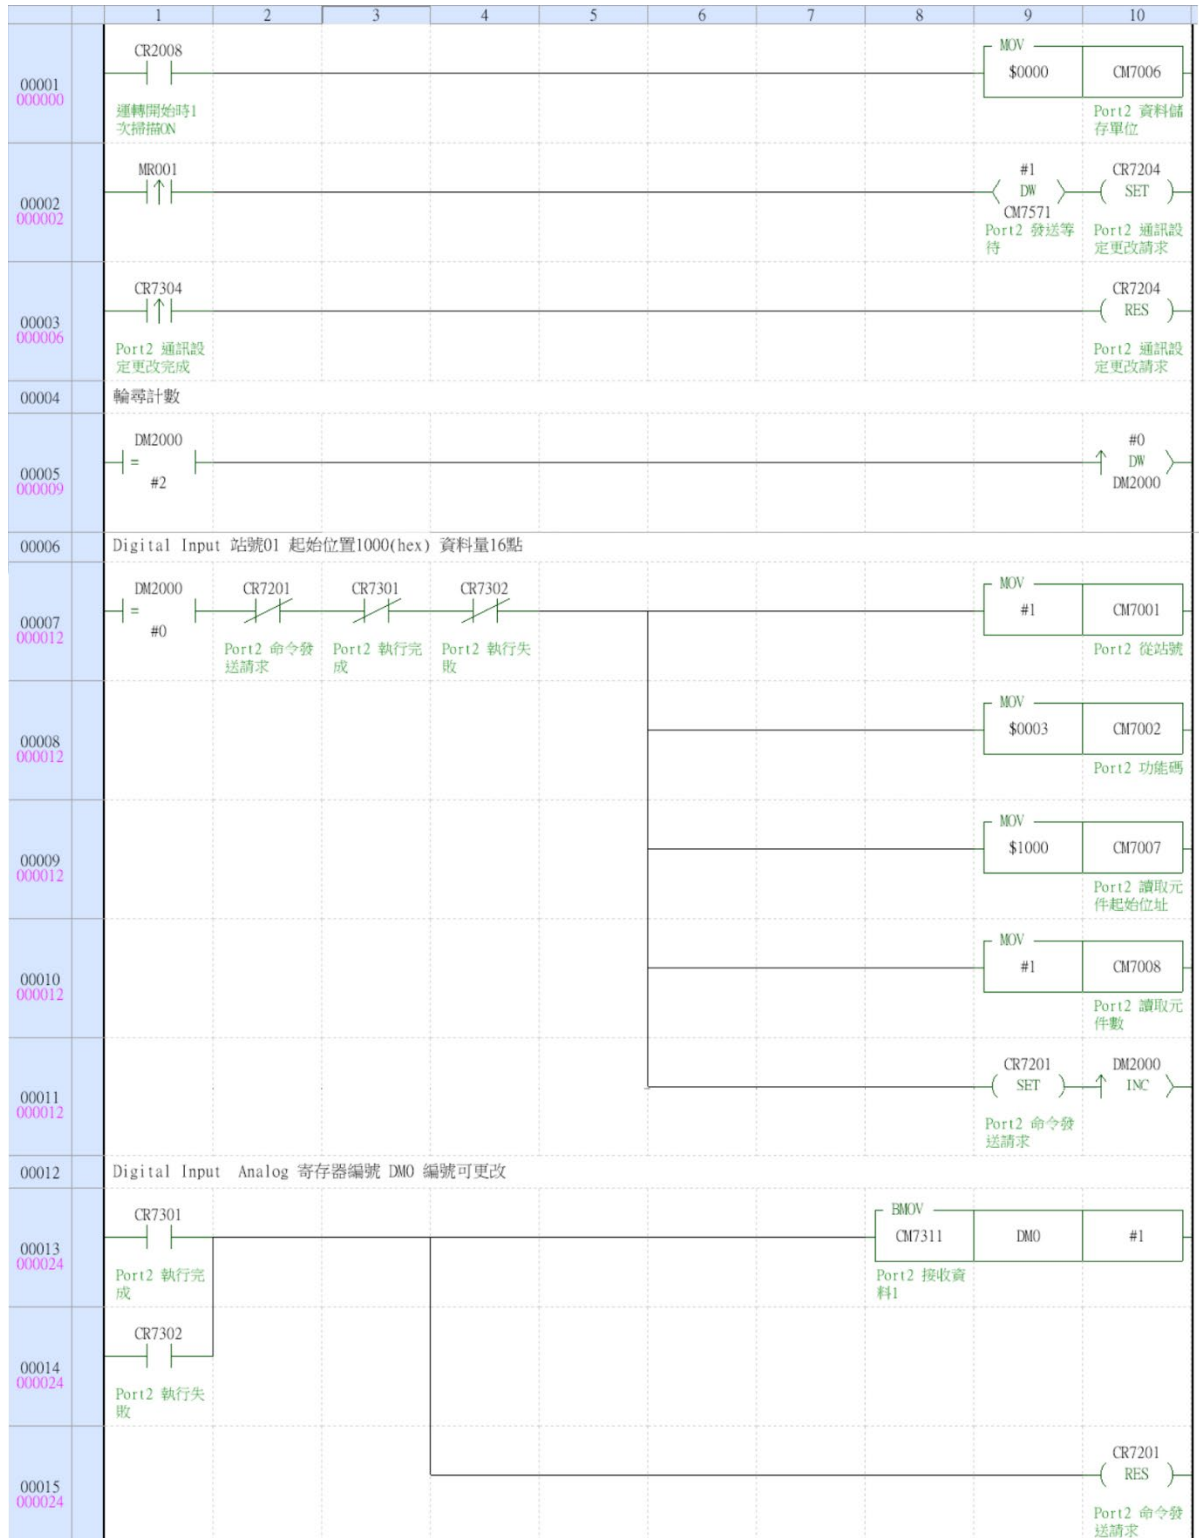 1 2 3 4 5 6 7 8 9 10
CR2008
MOV
$0000 CM7006
00001
000000
運轉開始時1
次掃描ON
Port2 資料儲
存單位
MR001
#1 CR7204
DW SET
CM7571
00002
000002
Port2 發送等
待
Port2 通訊設
定更改請求
CR7304
CR7204
RES
00003
000006
Port2 通訊設
定更改完成
Port2 通訊設
定更改請求
00004
輪尋計數
DM2000
=
#2
#0
DW
DM2000
00005
000009
00006
Digital Input 站號01 起始位置1000(hex) 資料量16點
DM2000 CR7201 CR7301 CR7302
=
#0
MOV
#1 CM7001
00007
000012
Port2 命令發
送請求
Port2 執行完
成
Port2 執行失
敗
Port2 從站號
MOV
$0003 CM7002
00008
000012
Port2 功能碼
MOV
$1000 CM7007
00009
000012
Port2 讀取元
件起始位址
MOV
#1 CM7008
00010
000012
Port2 讀取元
件數
CR7201 DM2000
SET INC
00011
000012
Port2 命令發
送請求
00012
Digital Input Analog 寄存器編號 DM0 編號可更改
CR7301
BMOV
CM7311 DM0 #1
00013
000024
Port2 執行完
成
Port2 接收資
料1
CR7302
00014
000024
Port2 執行失
敗
CR7201
RES
00015
000024
Port2 命令發
送請求